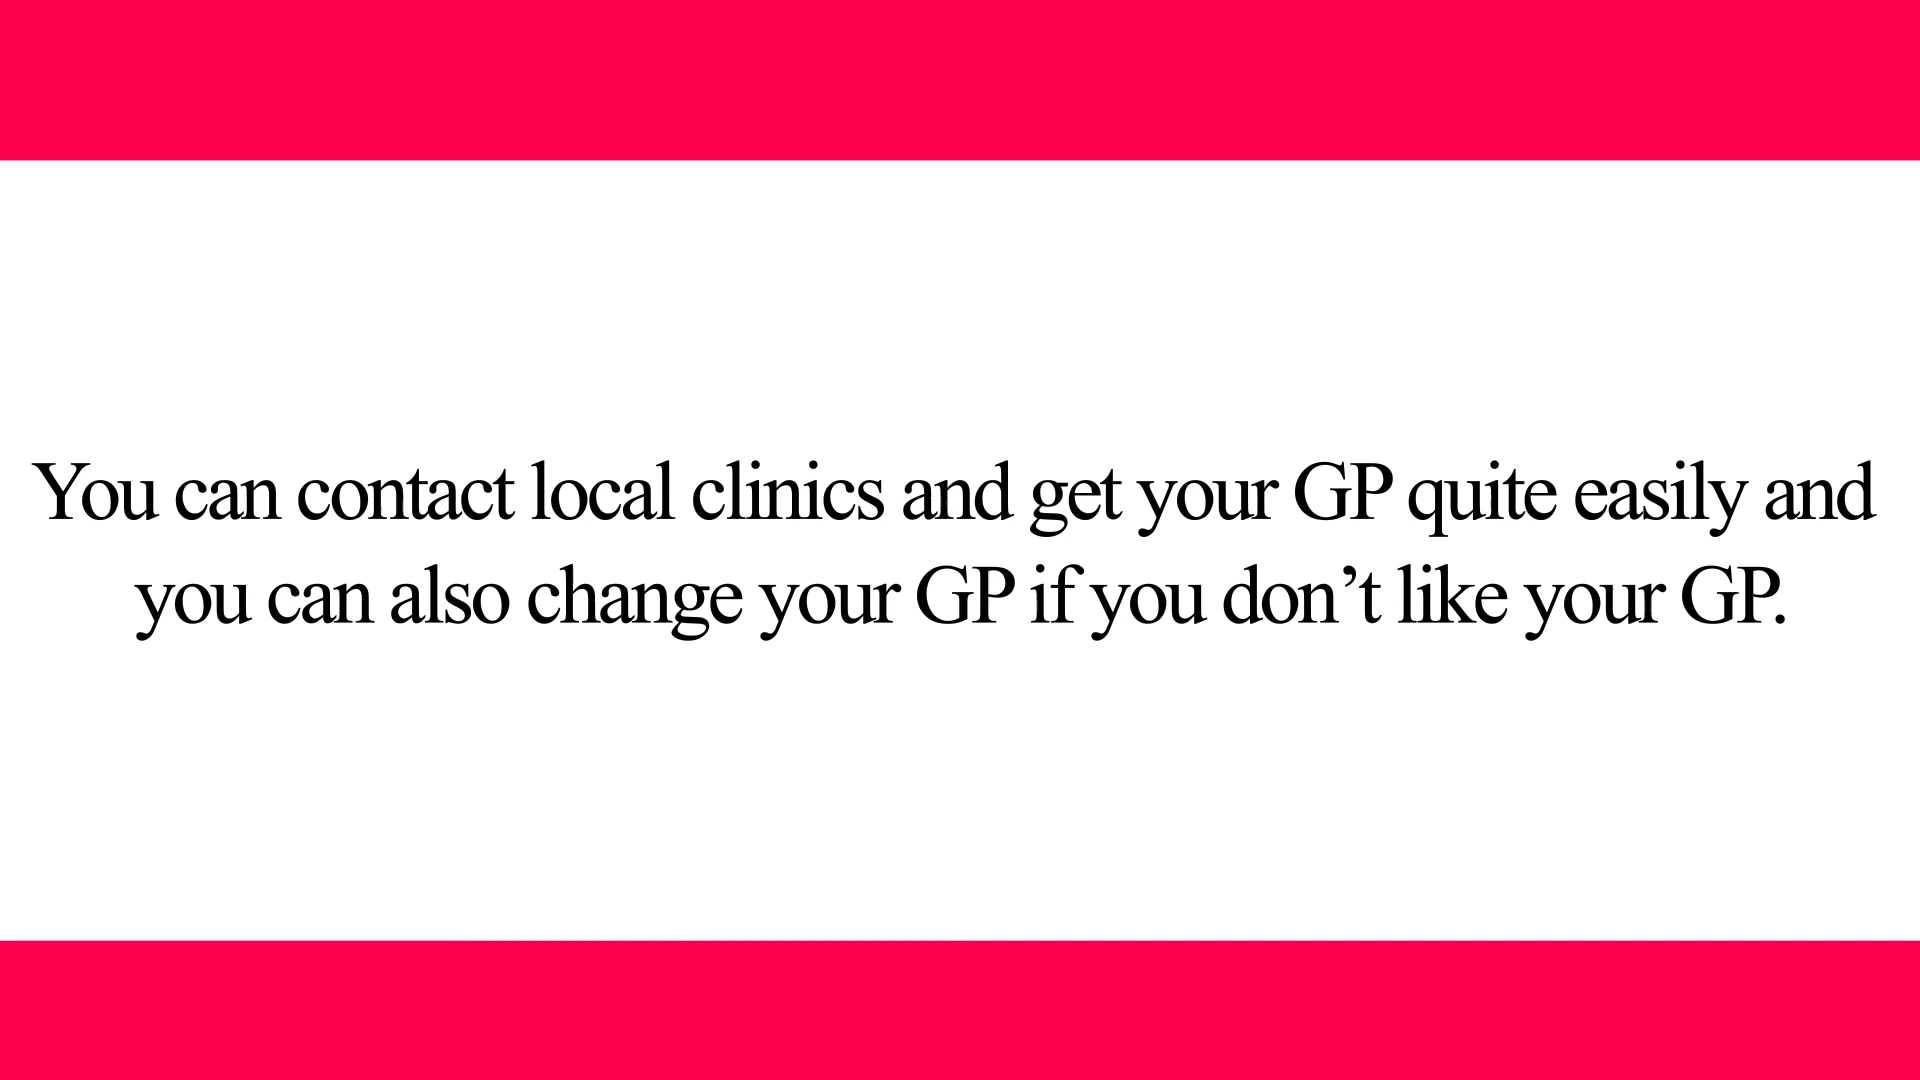 You can contact local clinics and get your GP quite easily and
you can also change your GP if you don’t like your GP.